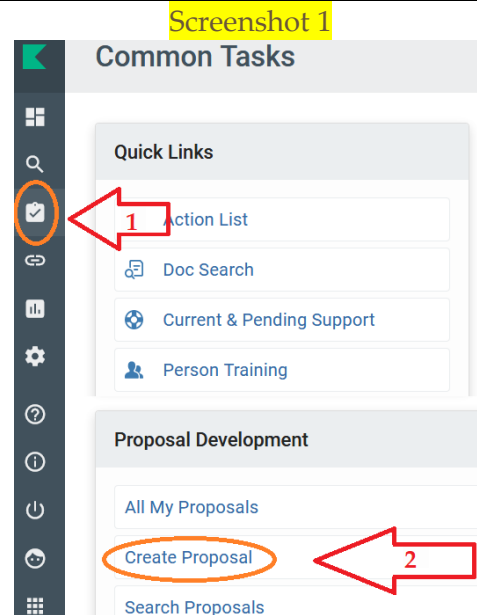 Screenshot 1
Common Tasks
Quick Links
1 Action List
Doc Search
Current & Pending Support
Person Training
Proposal Development
All My Proposals
Create Proposal 2
Search Proposals